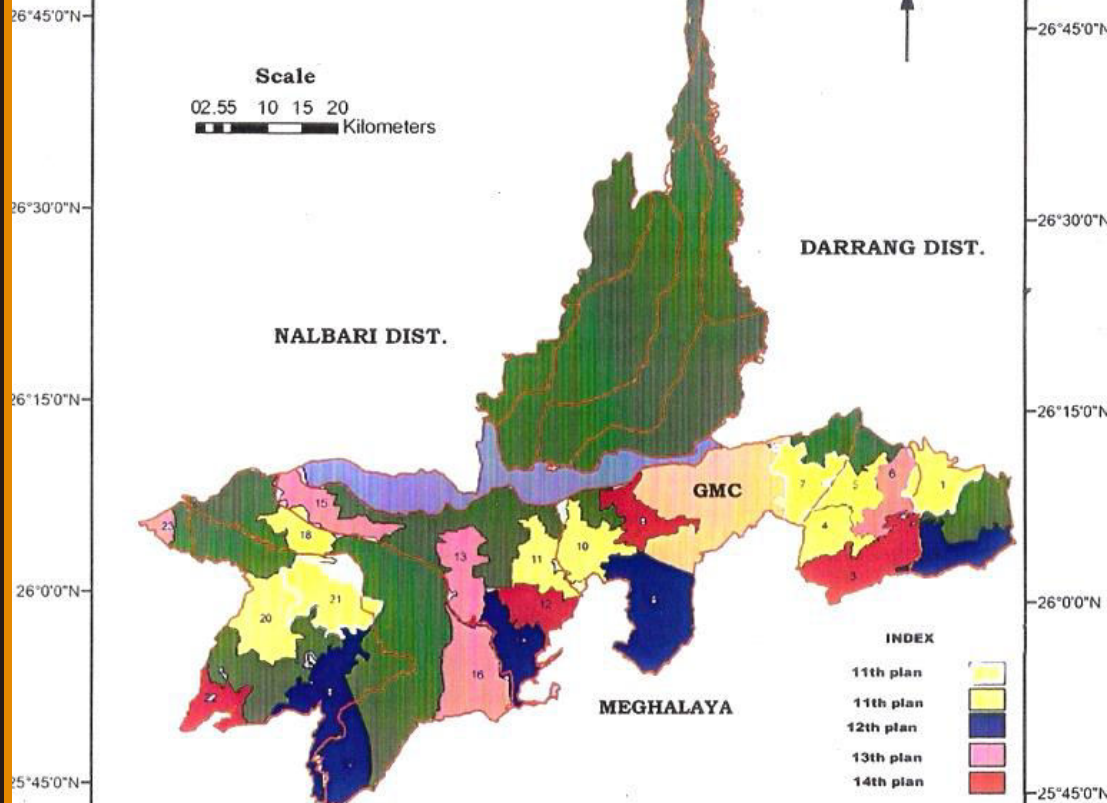 26°45'0"N
26°45'0"N
Scale
02.55 10 15 20
Kilometers
26°30'0"N
26°30'0"N
DARRANG DIST.
NALBARI DIST.
26°15'0"N
26°15'0"N
6
GMC
7
5
1
15
23
4
18
10
13
11
3
26°0'0"N
26°0'0"N
12
21
20
INDEX
16
11th plan
MEGHALAYA
11th plan
12th plan
13th plan
14th plan
25°45'0"N
25°45'0"N